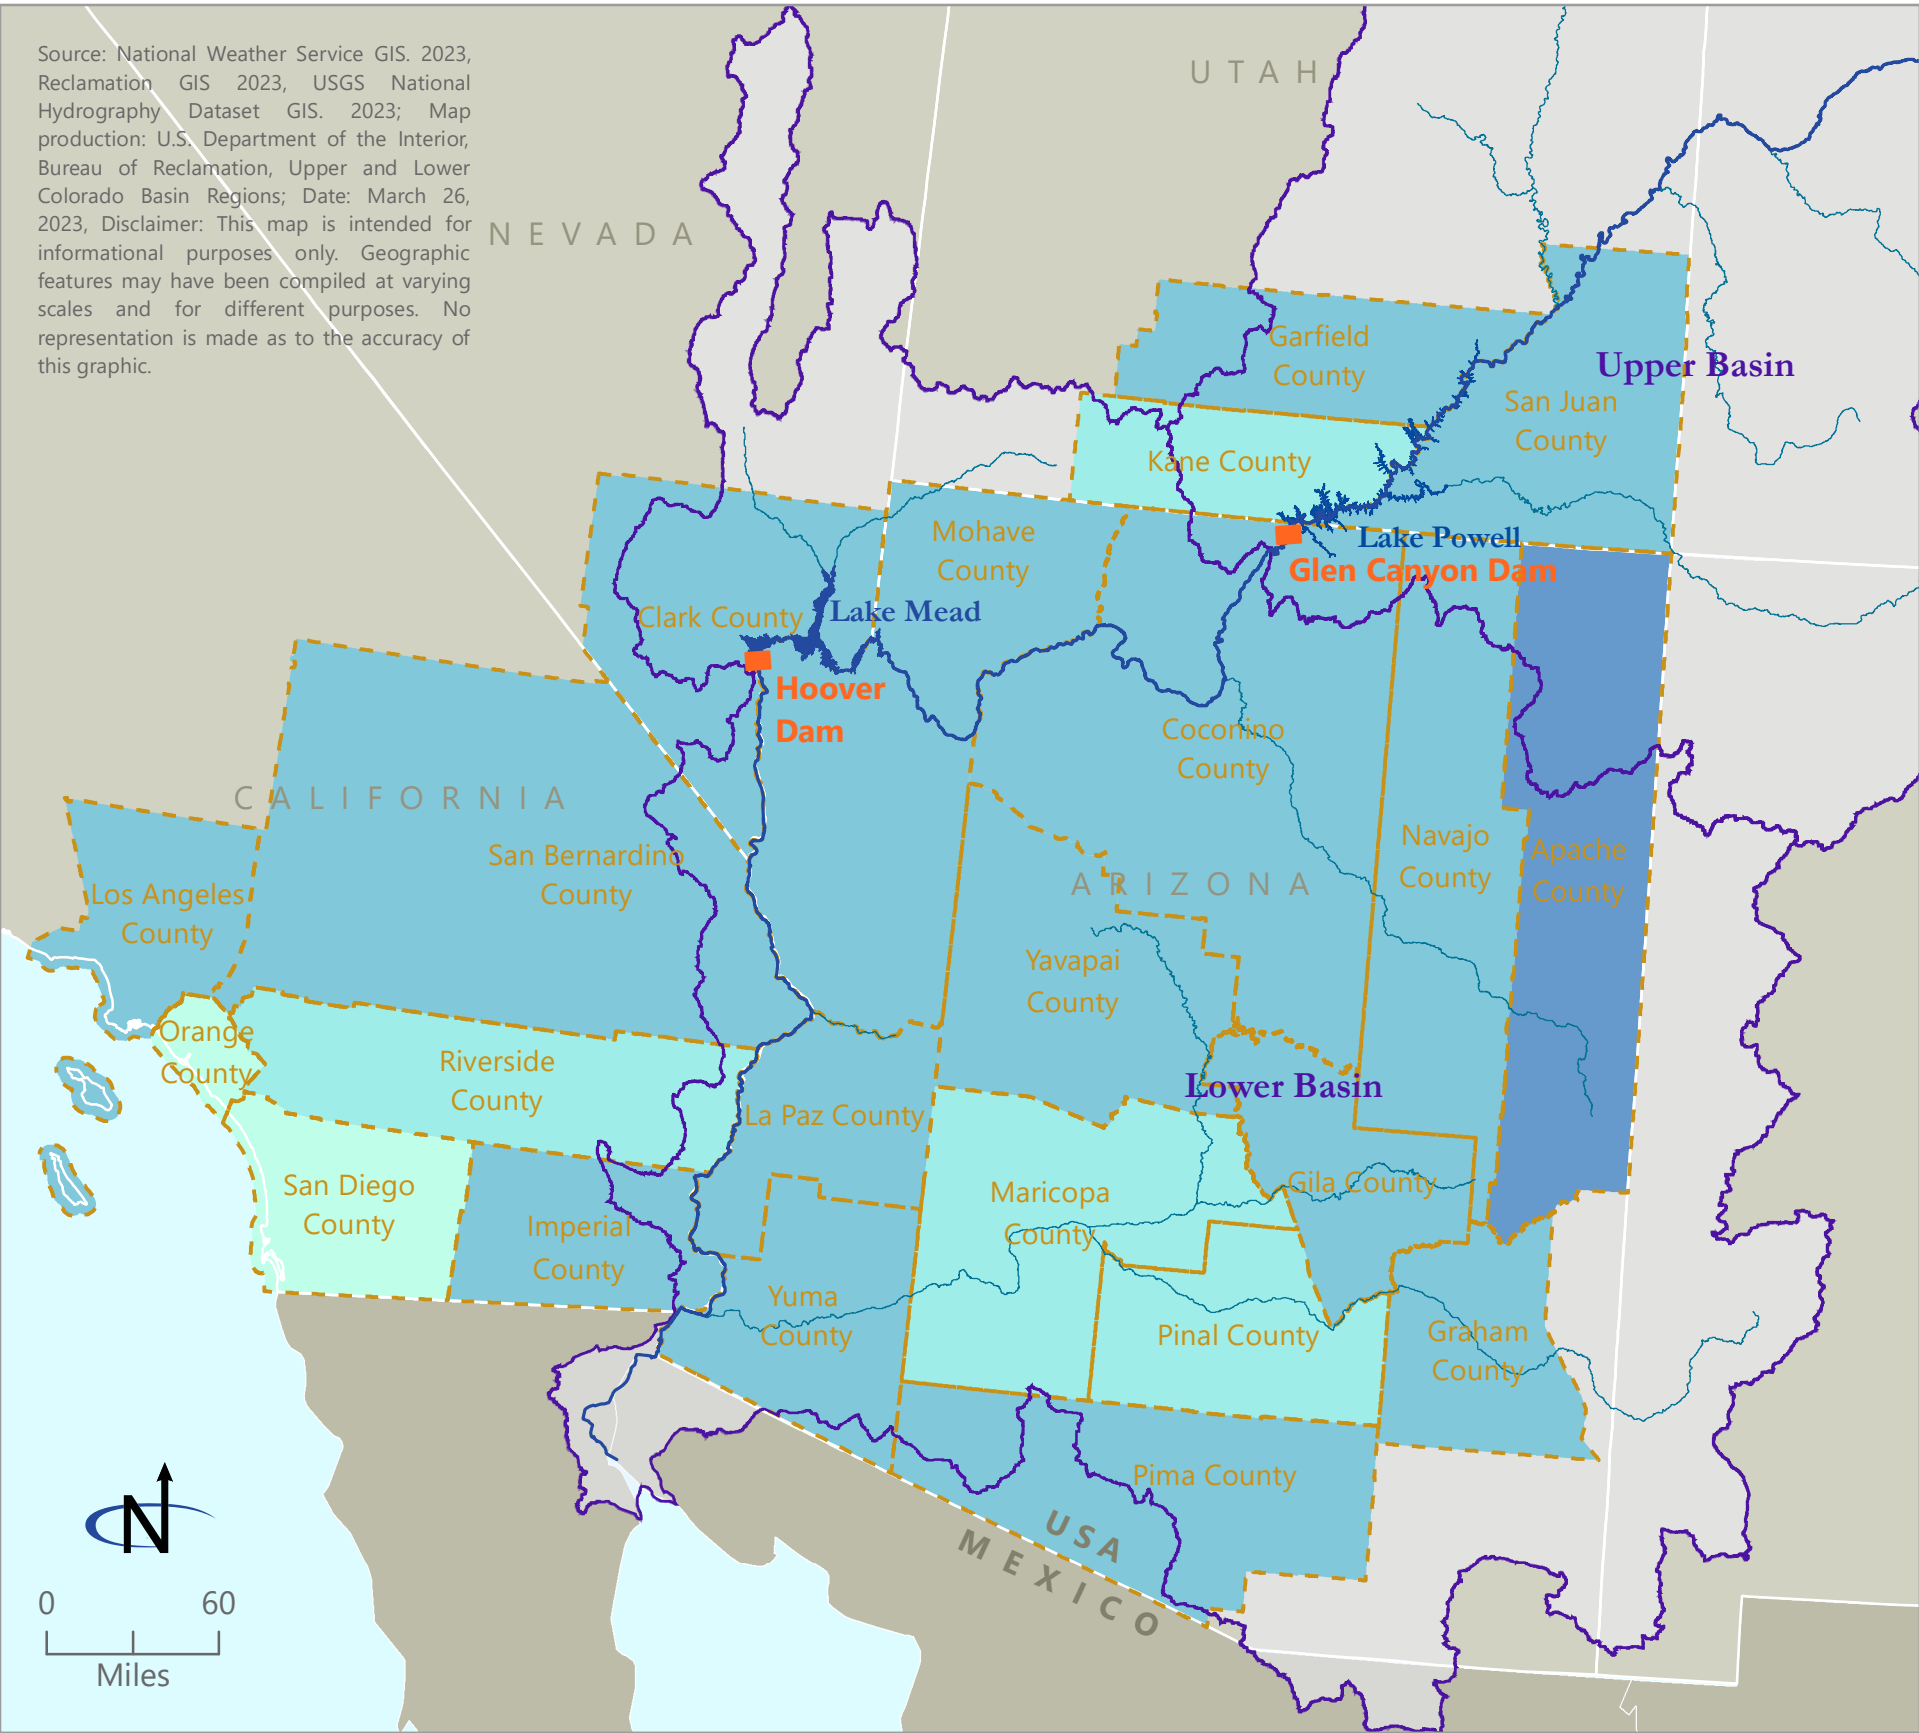 Source: National Weather Service GIS. 2023,
Reclamation GIS 2023, USGS National
Hydrography Dataset GIS. 2023; Map
production: U.S. Department of the Interior,
Bureau of Reclamation, Upper and Lower
Colorado Basin Regions; Date: March 26,
2023, Disclaimer: This map is intended for
informational purposes only. Geographic
features may have been compiled at varying
scales and for different purposes. No
representation is made as to the accuracy of
this graphic.
UTAH
NEVADA
Garfield
County
Upper Basin
San Juan
County
Kane County
Mohave
County
Lake Powell
Glen Canyon Dam
Clark County
Lake Mead
Hoover
Dam
Coconino
County
CALIFORNIA
San Bernardino
County
Navajo
County
Apache
County
ARIZONA
Los Angeles
County
Yavapai
County
Orange
County
Riverside
County
Lower Basin
La Paz County
San Diego
County
Maricopa
County
Gila County
Imperial
County
Yuma
County
Pinal County
Graham
County
Pima County
USA
MEXICO
N
0 60
Miles